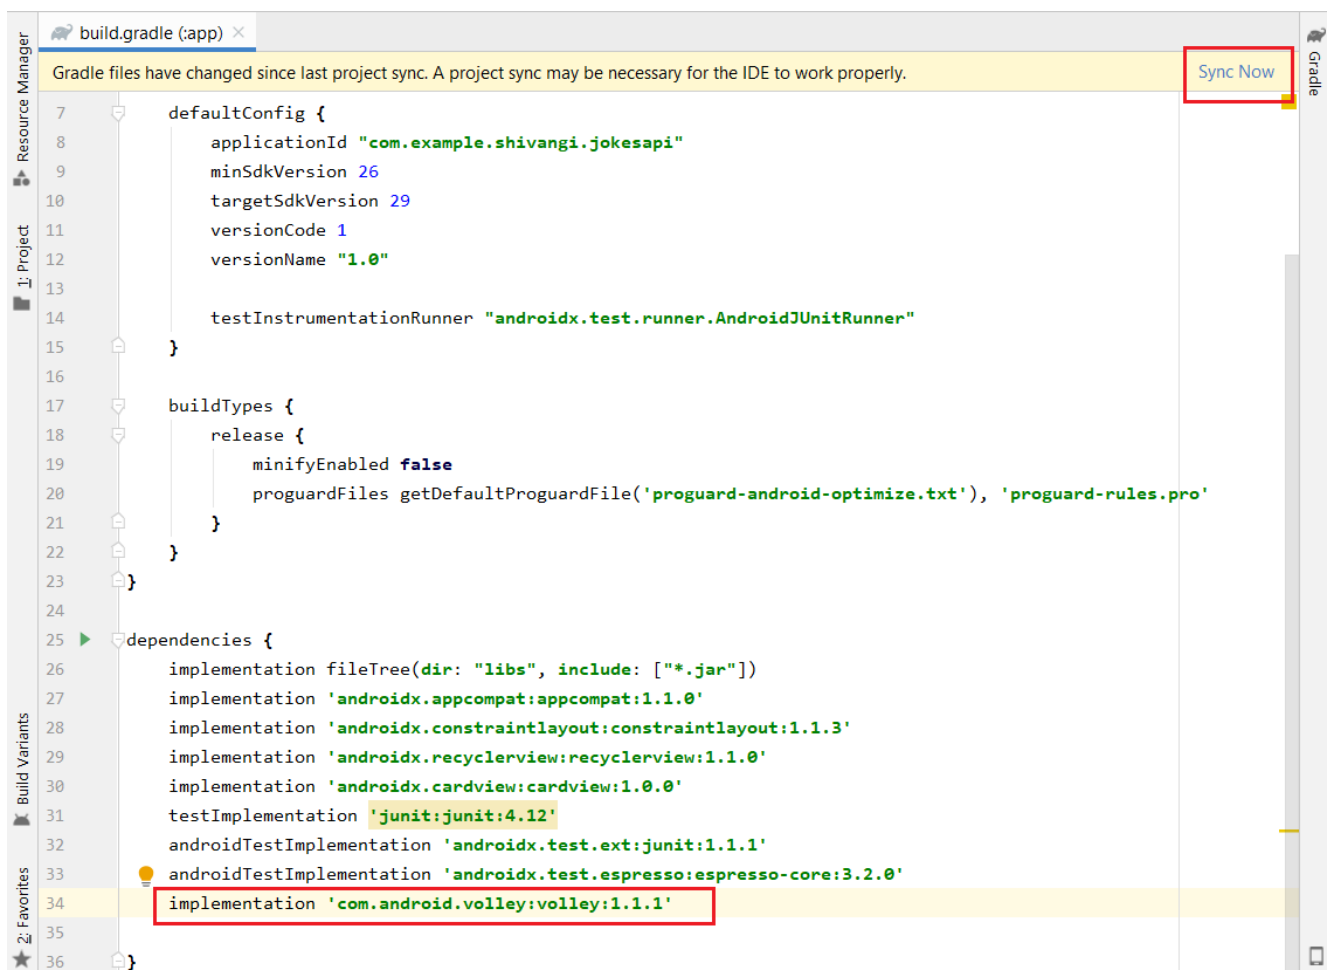 build.gradle (:app)
Gradle files have changed since last project sync. A project sync may be necessary for the IDE to work properly.
Sync Now
Resource Manager
1: Project
Build Variants
2: Favorites
Gradle
7 defaultConfig {
8 applicationId "com.example.shivangi.jokesapi"
9 minSdkVersion 26
10 targetSdkVersion 29
11 versionCode 1
12 versionName "1.0"
13
14 testInstrumentationRunner "androidx.test.runner.AndroidJUnitRunner"
15 }
16
17 buildTypes {
18 release {
19 minifyEnabled false
20 proguardFiles getDefaultProguardFile('proguard-android-optimize.txt'), 'proguard-rules.pro'
21 }
22 }
23 }
24
25 dependencies {
26 implementation fileTree(dir: "libs", include: ["*.jar"])
27 implementation 'androidx.appcompat:appcompat:1.1.0'
28 implementation 'androidx.constraintlayout:constraintlayout:1.1.3'
29 implementation 'androidx.recyclerview:recyclerview:1.1.0'
30 implementation 'androidx.cardview:cardview:1.0.0'
31 testImplementation 'junit:junit:4.12'
32 androidTestImplementation 'androidx.test.ext:junit:1.1.1'
33 androidTestImplementation 'androidx.test.espresso:espresso-core:3.2.0'
34 implementation 'com.android.volley:volley:1.1.1'
35
36 }